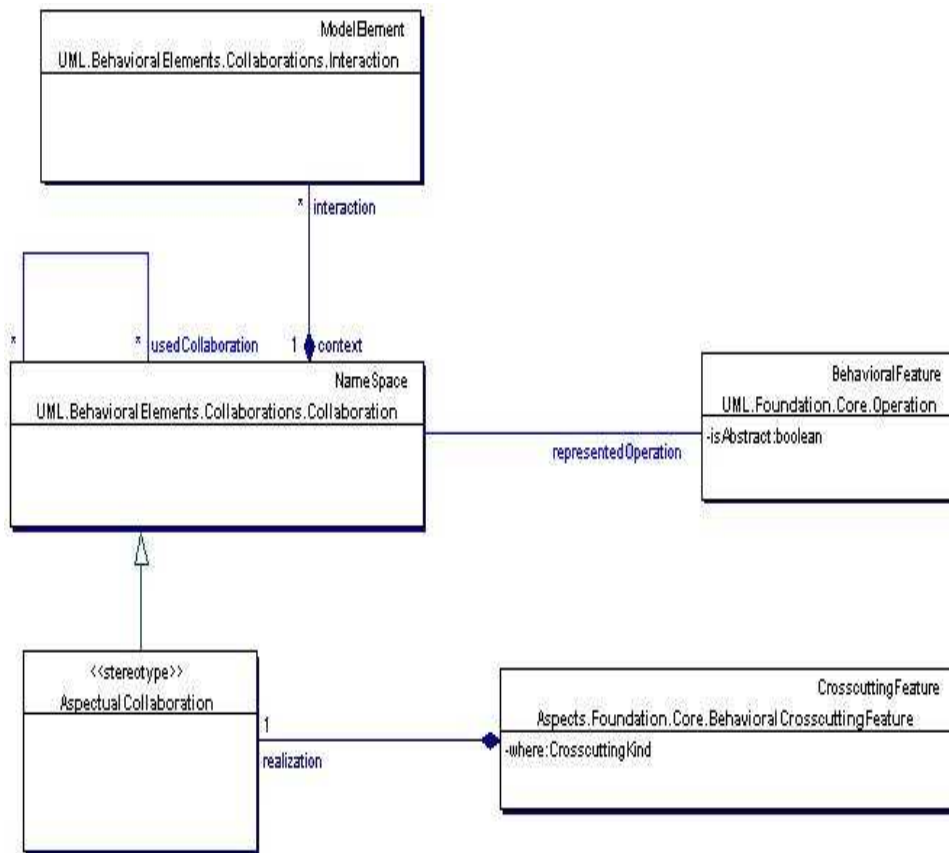 ModelElement
UML.BehavioralElements.Collaborations.Interaction
* interaction
* * usedCollaboration 1 context
NameSpace
UML.BehavioralElements.Collaborations.Collaboration
BehavioralFeature
UML.Foundation.Core.Operation
-isAbstract:boolean
representedOperation
<<stereotype>>
AspectualCollaboration
1
realization
CrosscuttingFeature
Aspects.Foundation.Core.BehavioralCrosscuttingFeature
-where:CrosscuttingKind